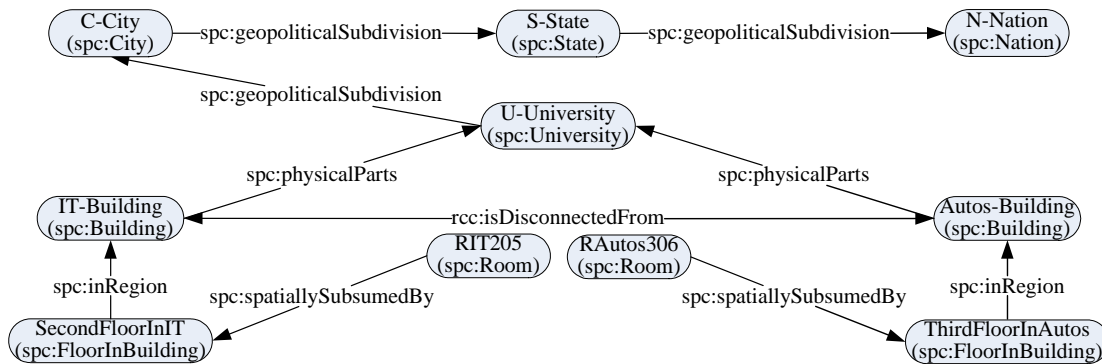 C-City
(spc:City)
spc:geopoliticalSubdivision
S-State
(spc:State)
spc:geopoliticalSubdivision
N-Nation
(spc:Nation)
spc:geopoliticalSubdivision
U-University
(spc:University)
spc:physicalParts
spc:physicalParts
IT-Building
(spc:Building)
rcc:isDisconnectedFrom
Autos-Building
(spc:Building)
RIT205
(spc:Room)
RAutos306
(spc:Room)
spc:inRegion
spc:spatiallySubsumedBy
spc:spatiallySubsumedBy
spc:inRegion
SecondFloorInIT
(spc:FloorInBuilding)
ThirdFloorInAutos
(spc:FloorInBuilding)